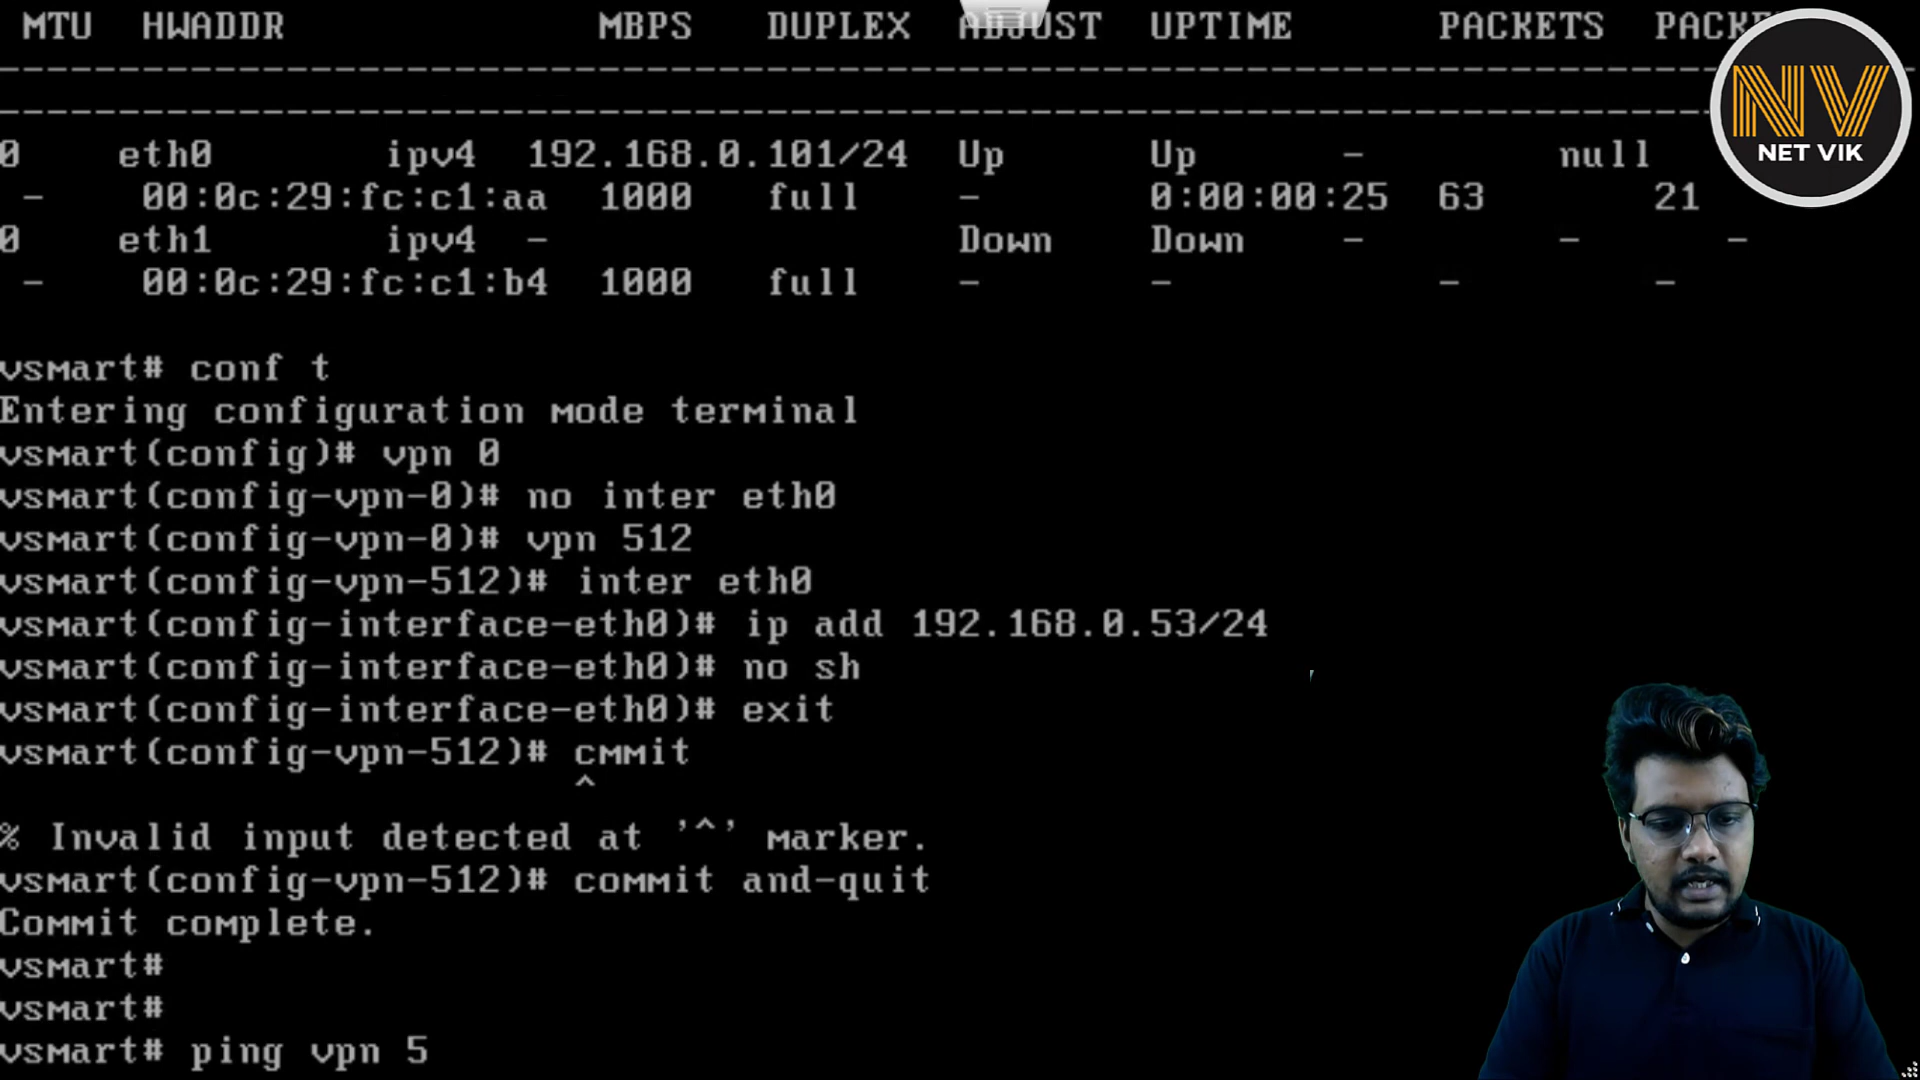 MTU HWADDR MBPS DUPLEX ADJUST UPTIME PACKETS
--------------------------------------------------------------------------------
--------------------------------------------------------------------------------
0 eth0 ipv4 192.168.0.101/24 Up Up - null
- 00:0c:29:fc:c1:aa 1000 full - 0:00:00:25 63 21
0 eth1 ipv4 - Down Down - - -
- 00:0c:29:fc:c1:b4 1000 full - - - -
vsmart# conf t
Entering configuration mode terminal
vsmart(config)# vpn 0
vsmart(config-vpn-0)# no inter eth0
vsmart(config-vpn-0)# vpn 512
vsmart(config-vpn-512)# inter eth0
vsmart(config-interface-eth0)# ip add 192.168.0.53/24
vsmart(config-interface-eth0)# no sh
vsmart(config-interface-eth0)# exit
vsmart(config-vpn-512)# cmmit
^
% Invalid input detected at '^' marker.
vsmart(config-vpn-512)# commit and-quit
Commit complete.
vsmart#
vsmart#
vsmart# ping vpn 5
NV
NET VIK